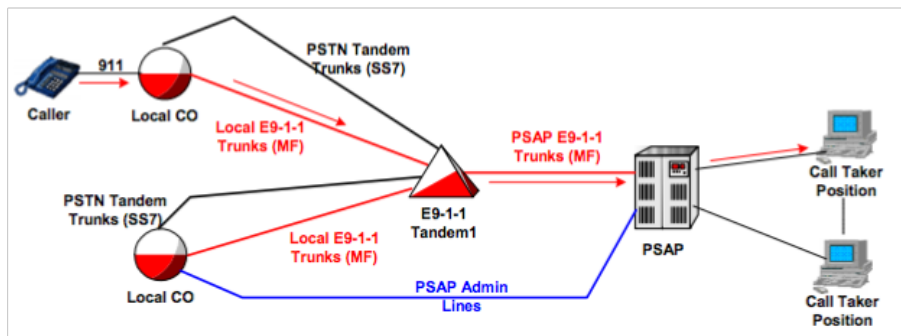 PSTN Tandem
Trunks (SS7)
911
Caller
Local CO
Local E9-1-1
Trunks (MF)
PSAP E9-1-1
Trunks (MF)
Call Taker
Position
PSTN Tandem
Trunks (SS7)
E9-1-1
Tandem1
PSAP
Local E9-1-1
Trunks (MF)
Local CO
PSAP Admin
Lines
Call Taker
Position